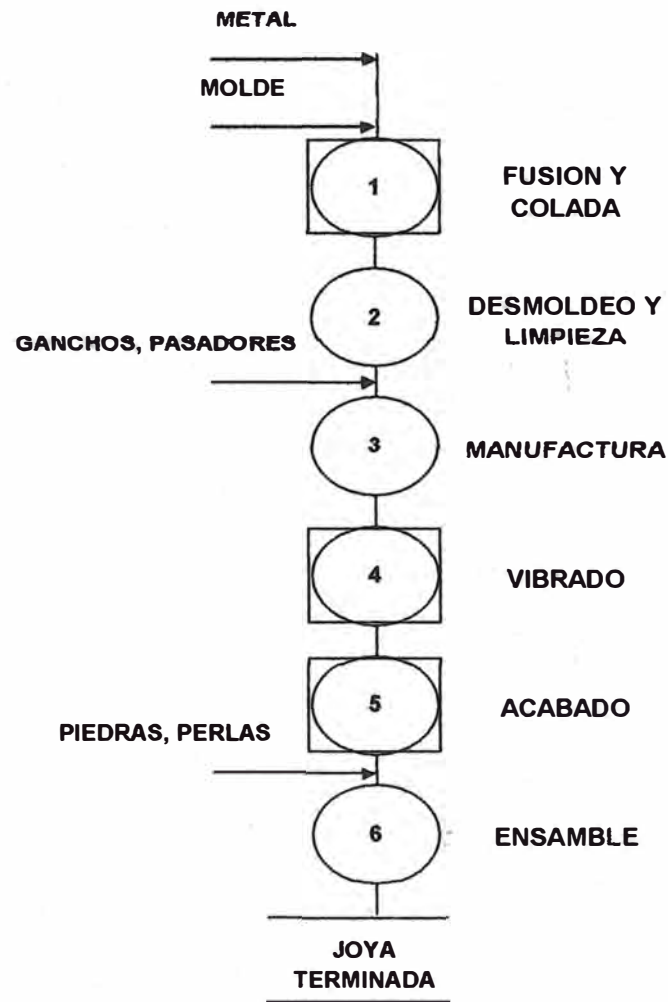 METAL
MOLDE
1
FUSION Y
COLADA
2
DESMOLDEO Y
LIMPIEZA
GANCHOS, PASADORES
3
MANUFACTURA
4
VIBRADO
5
ACABADO
PIEDRAS, PERLAS
6
ENSAMBLE
JOYA
TERMINADA